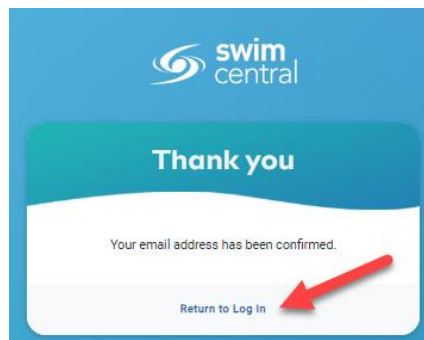 swim
central
Thank you
Your email address has been confirmed.
Return to Log In